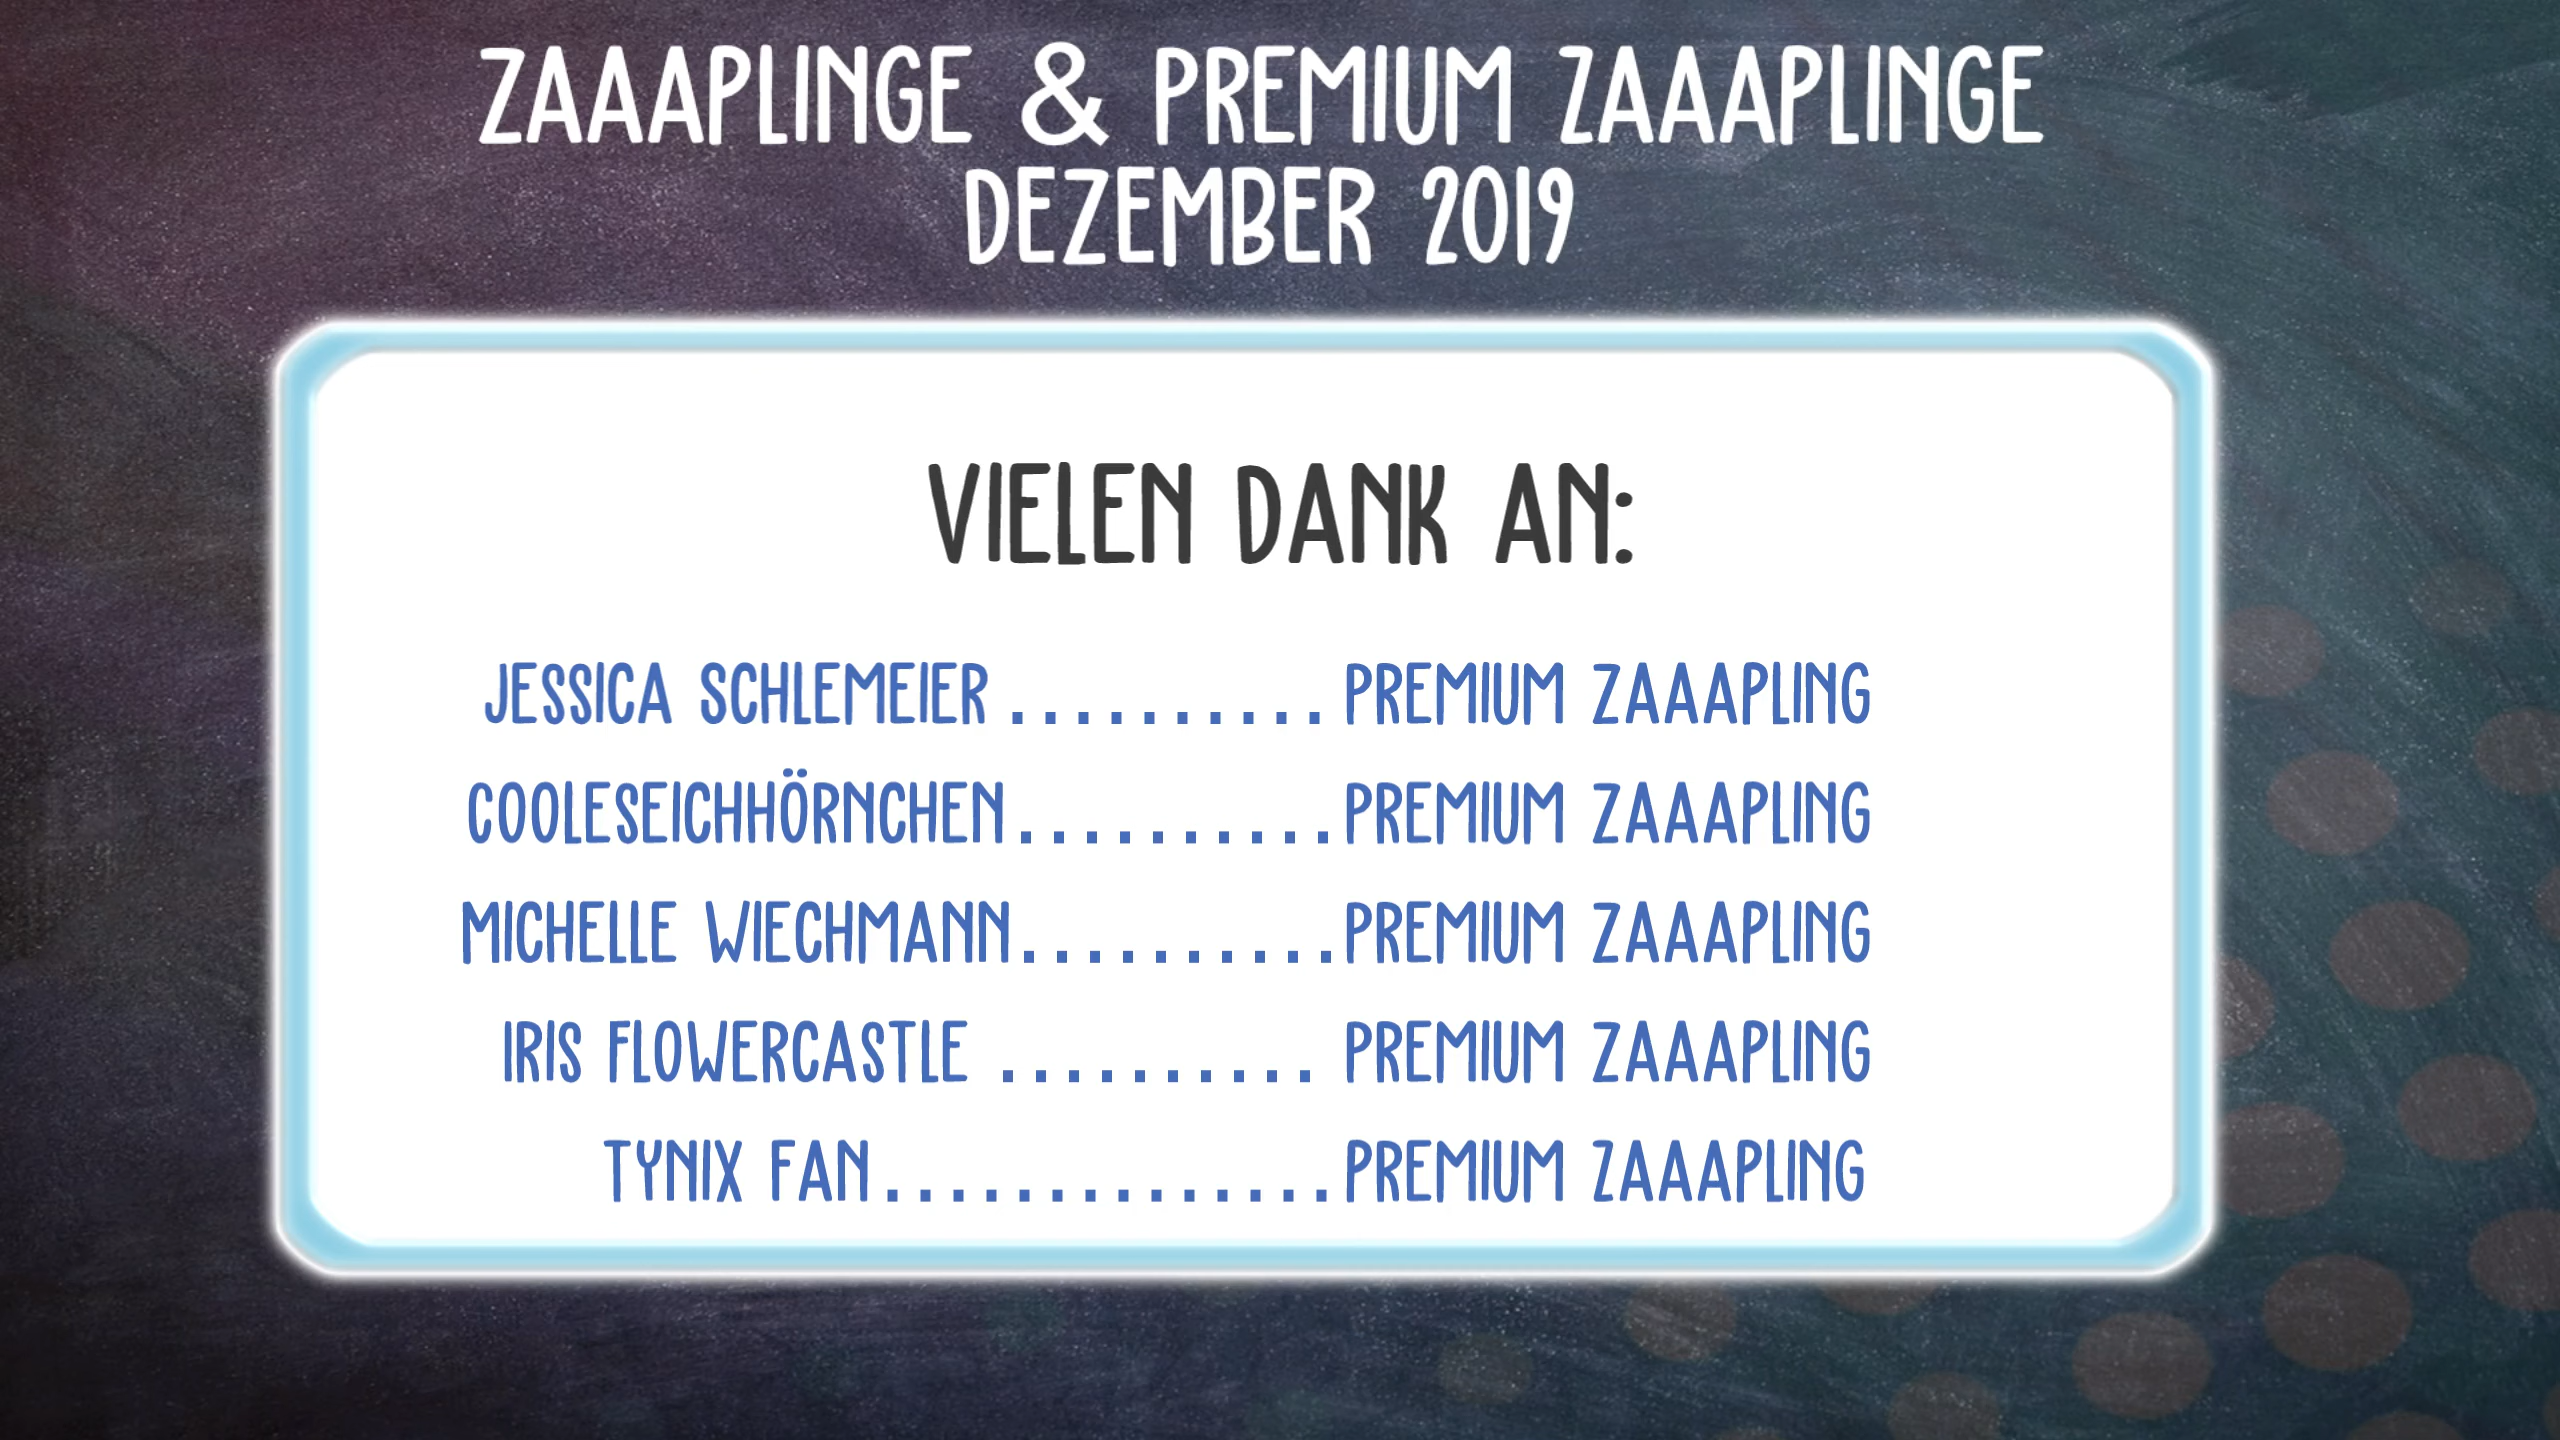 ZAAAPLINGE & PREMIUM ZAAAPLINGE
DEZEMBER 2019
VIELEN DANK AN:
JESSICA SCHLEMEIER .......... PREMIUM ZAAAPLING
COOLESEICHHÖRNCHEN.......... PREMIUM ZAAAPLING
MICHELLE WIECHMANN..........PREMIUM ZAAAPLING
IRIS FLOWERCASTLE .......... PREMIUM ZAAAPLING
TYNIX FAN..............PREMIUM ZAAAPLING